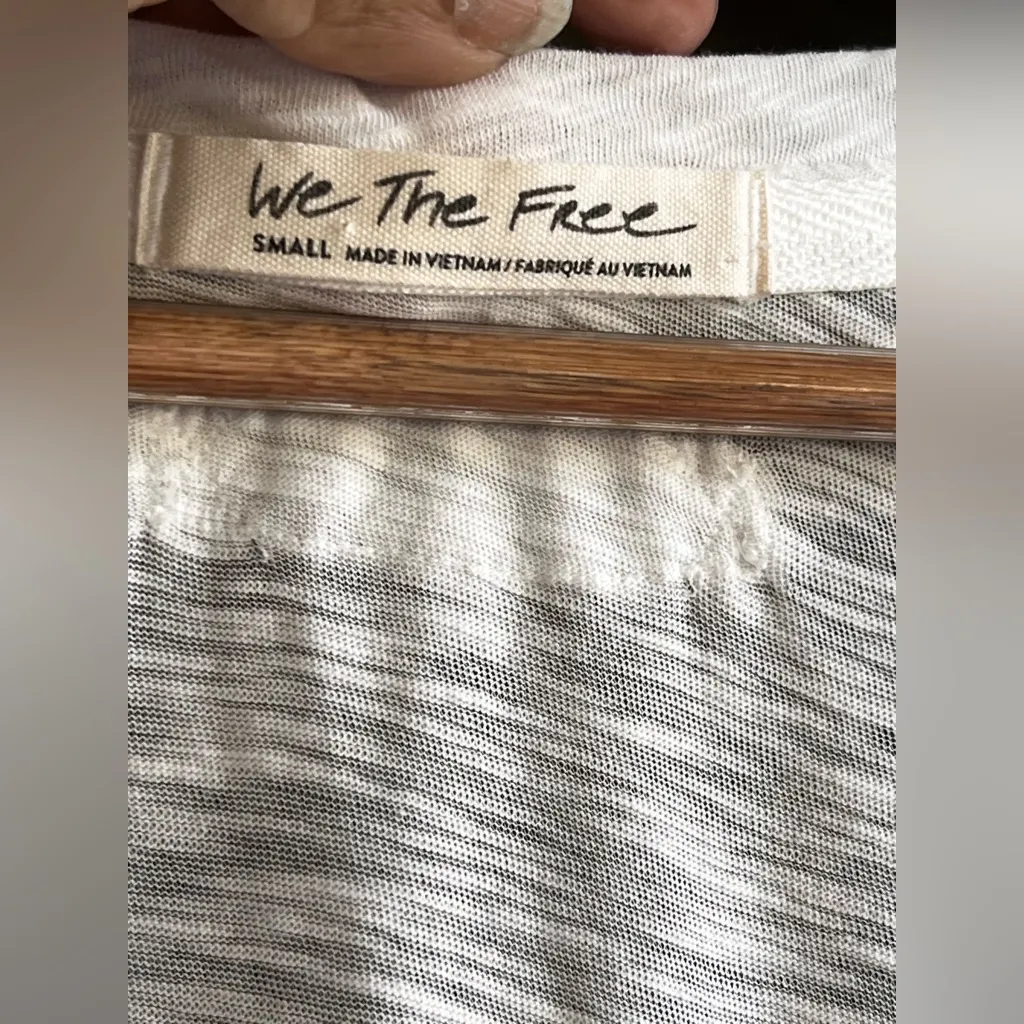 We The Free
SMALL MADE IN VIETNAM / FABRIQUÉ AU VIETNAM